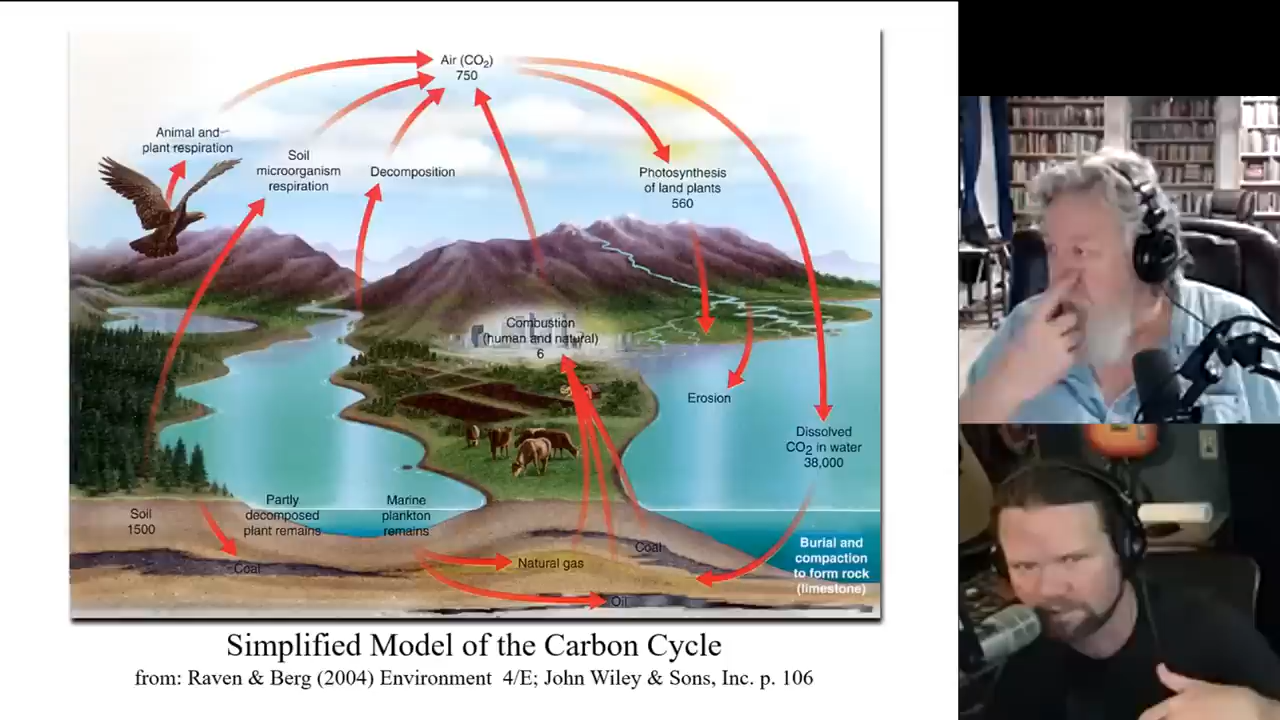 Air (CO₂)
750
Animal and
plant respiration
Soil
microorganism
respiration
Decomposition
Photosynthesis
of land plants
560
Combustion
(human and natural)
6
Erosion
Dissolved
CO₂ in water
38,000
Soil
1500
Partly
decomposed
plant remains
Marine
plankton
remains
Coal
Natural gas
Coal
Oil
Burial and
compaction
to form rock
(limestone)
Simplified Model of the Carbon Cycle
from: Raven & Berg (2004) Environment 4/E; John Wiley & Sons, Inc. p. 106